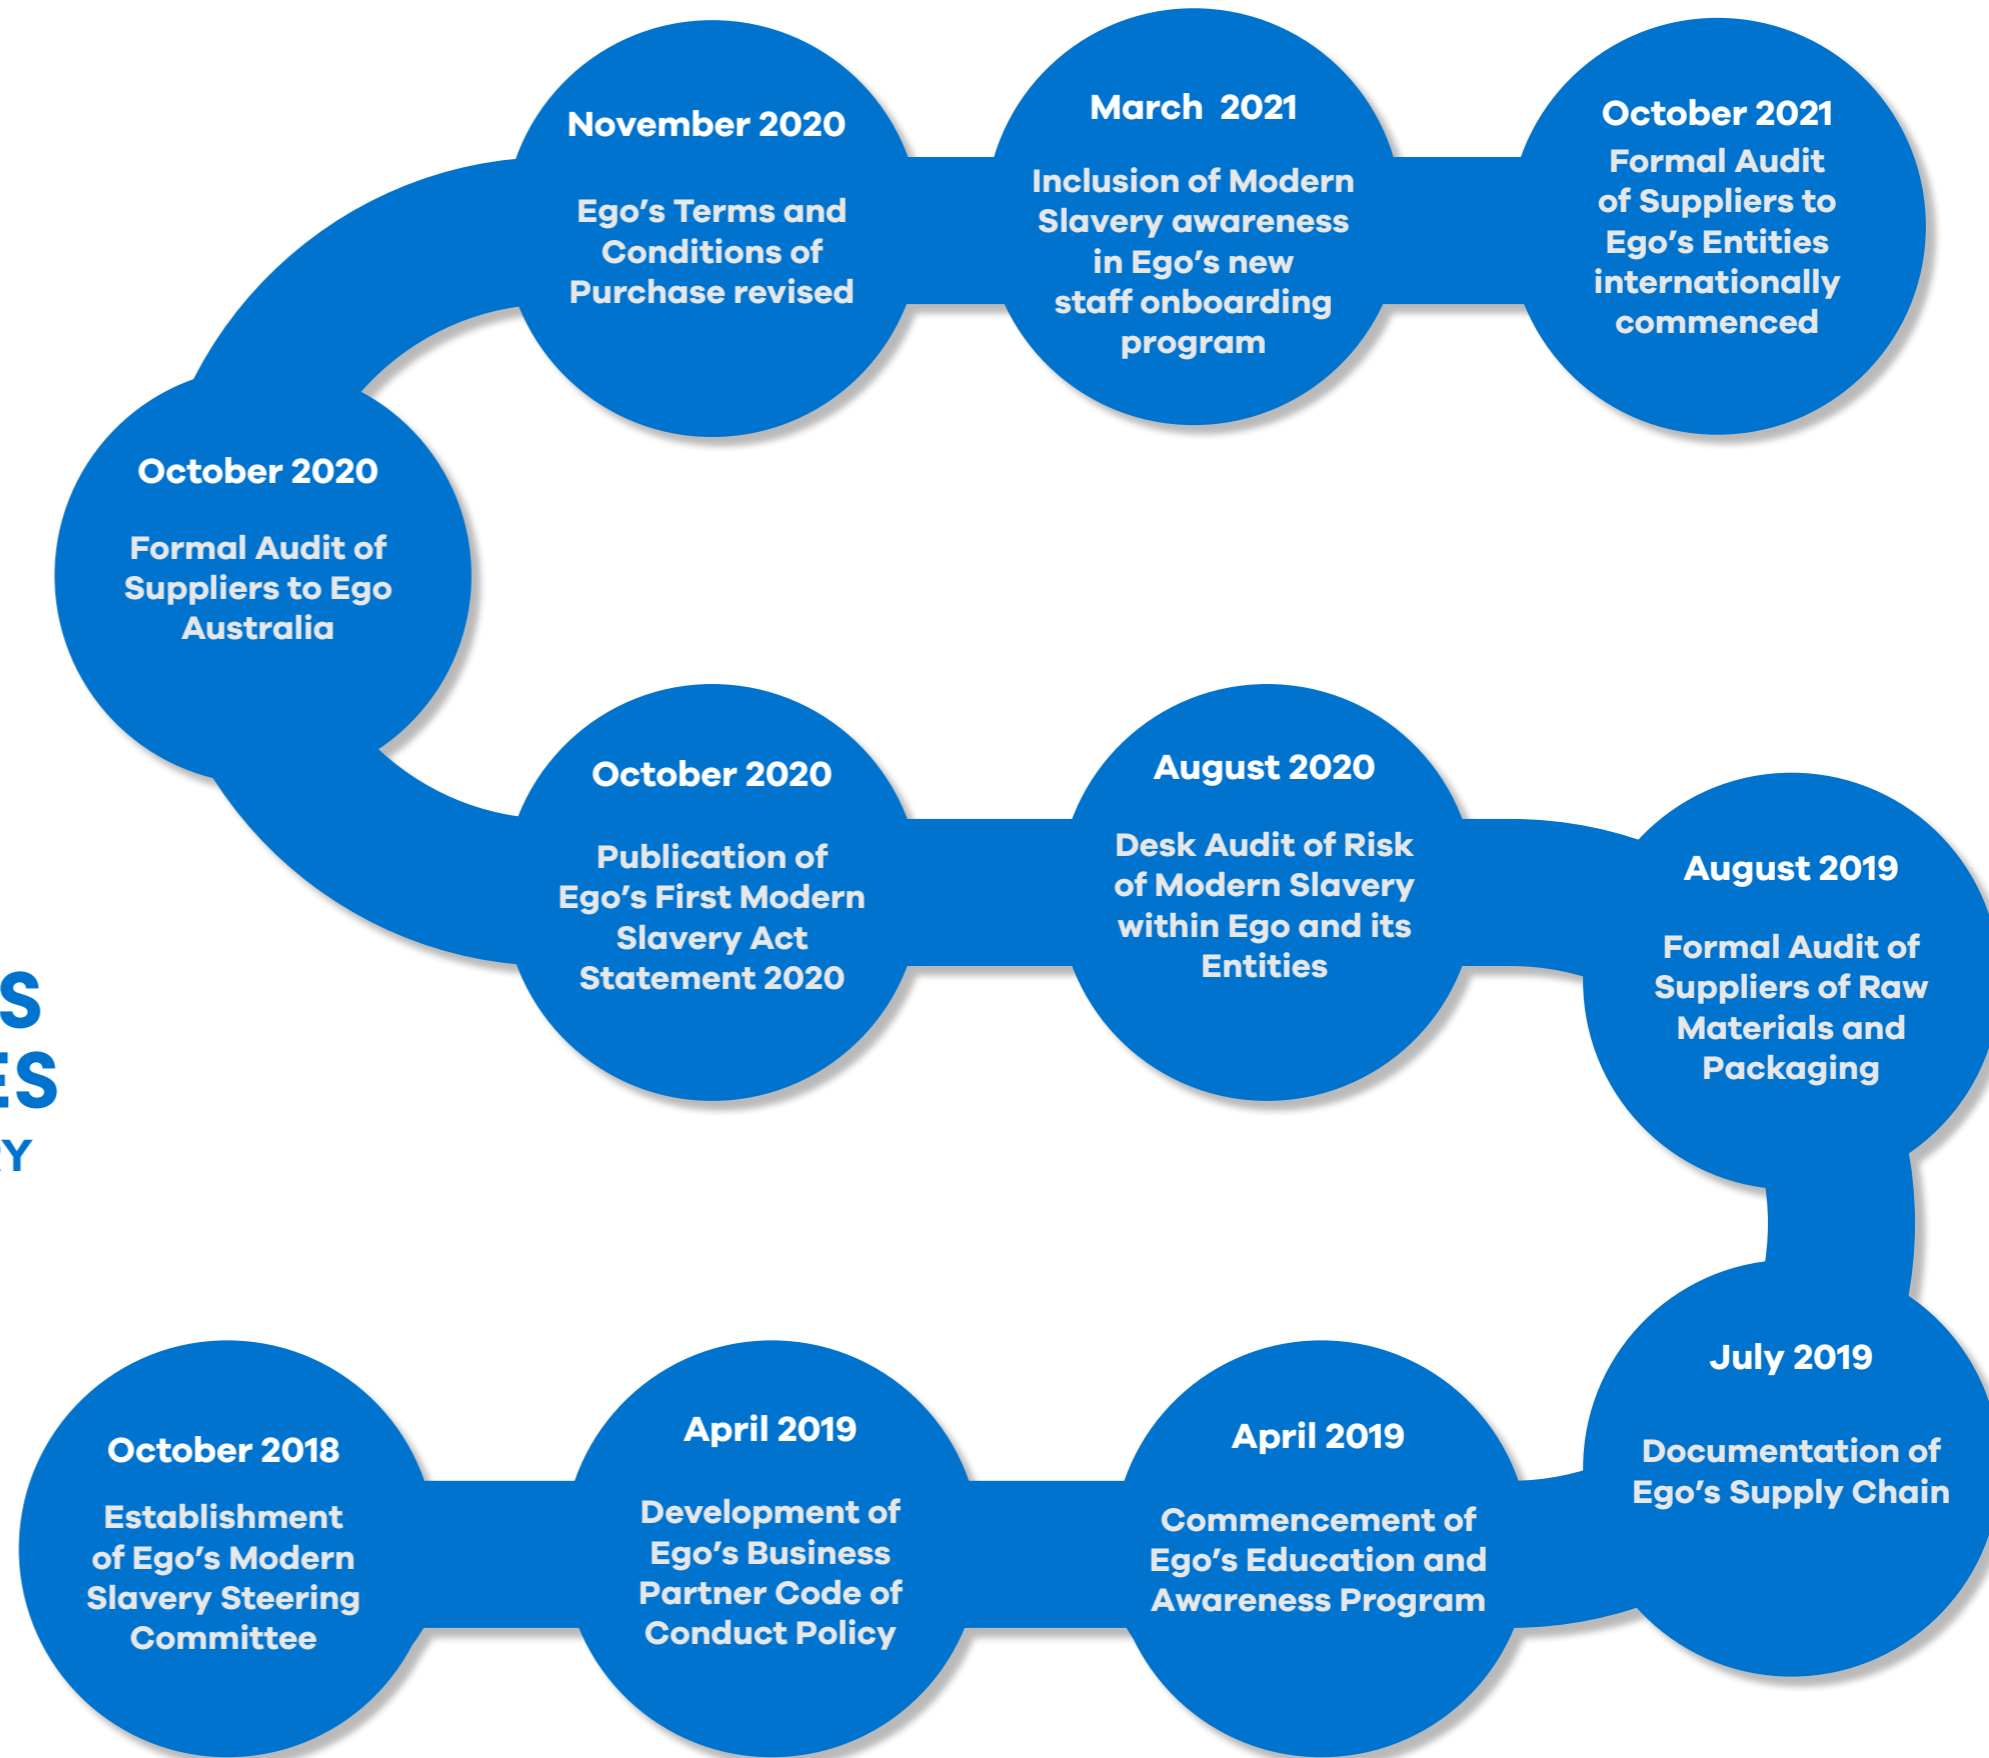 November 2020
Ego's Terms and
Conditions of
Purchase revised
March 2021
Inclusion of Modern
Slavery awareness
in Ego's new
staff onboarding
program
October 2021
Formal Audit
of Suppliers to
Ego's Entities
internationally
commenced
October 2020
Formal Audit of
Suppliers to Ego
Australia
October 2020
Publication of
Ego's First Modern
Slavery Act
Statement 2020
August 2020
Desk Audit of Risk
of Modern Slavery
within Ego and its
Entities
August 2019
Formal Audit of
Suppliers of Raw
Materials and
Packaging
October 2018
Establishment
of Ego's Modern
Slavery Steering
Committee
April 2019
Development of
Ego's Business
Partner Code of
Conduct Policy
April 2019
Commencement of
Ego's Education and
Awareness Program
July 2019
Documentation of
Ego's Supply Chain